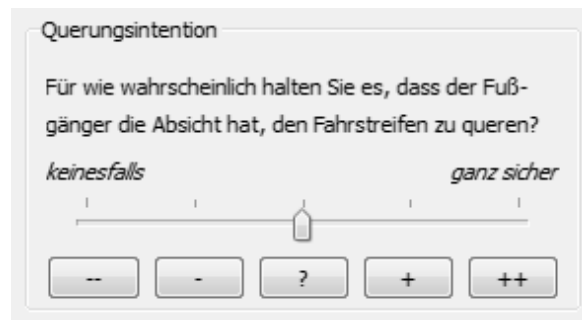 Querungsintention
Für wie wahrscheinlich halten Sie es, dass der Fuß-
gänger die Absicht hat, den Fahrstreifen zu queren?
keinesfalls ganz sicher
-- - ? + ++